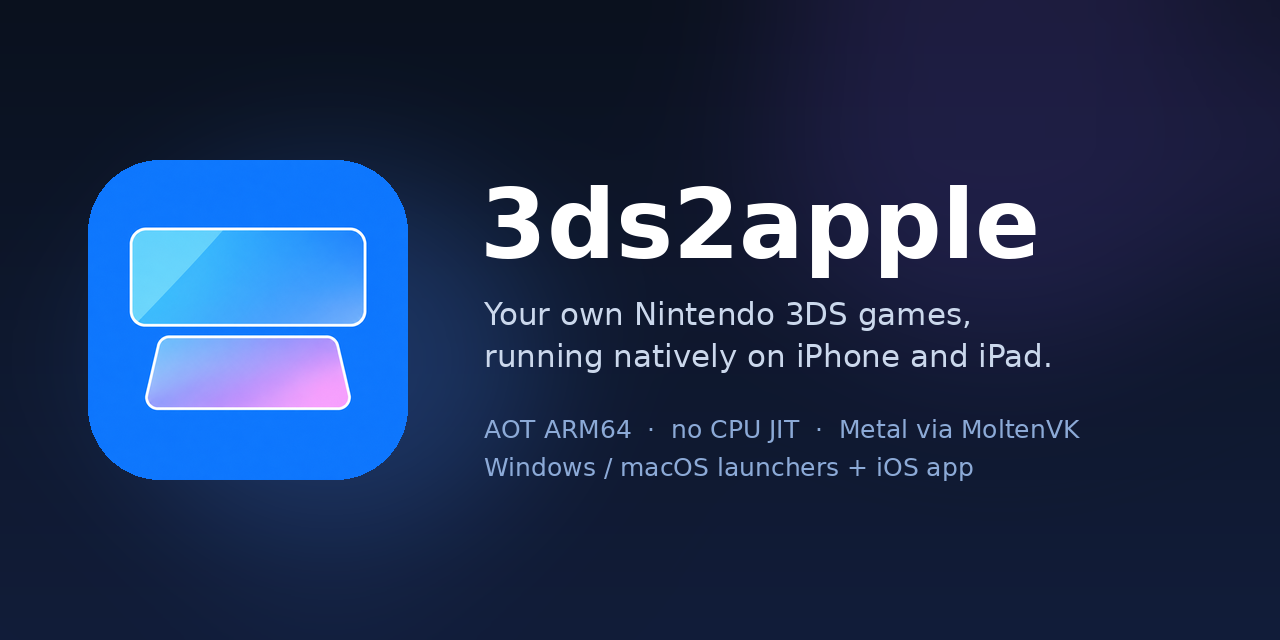 3ds2apple
Your own Nintendo 3DS games,
running natively on iPhone and iPad.
AOT ARM64 · no CPU JIT · Metal via MoltenVK
Windows / macOS launchers + iOS app